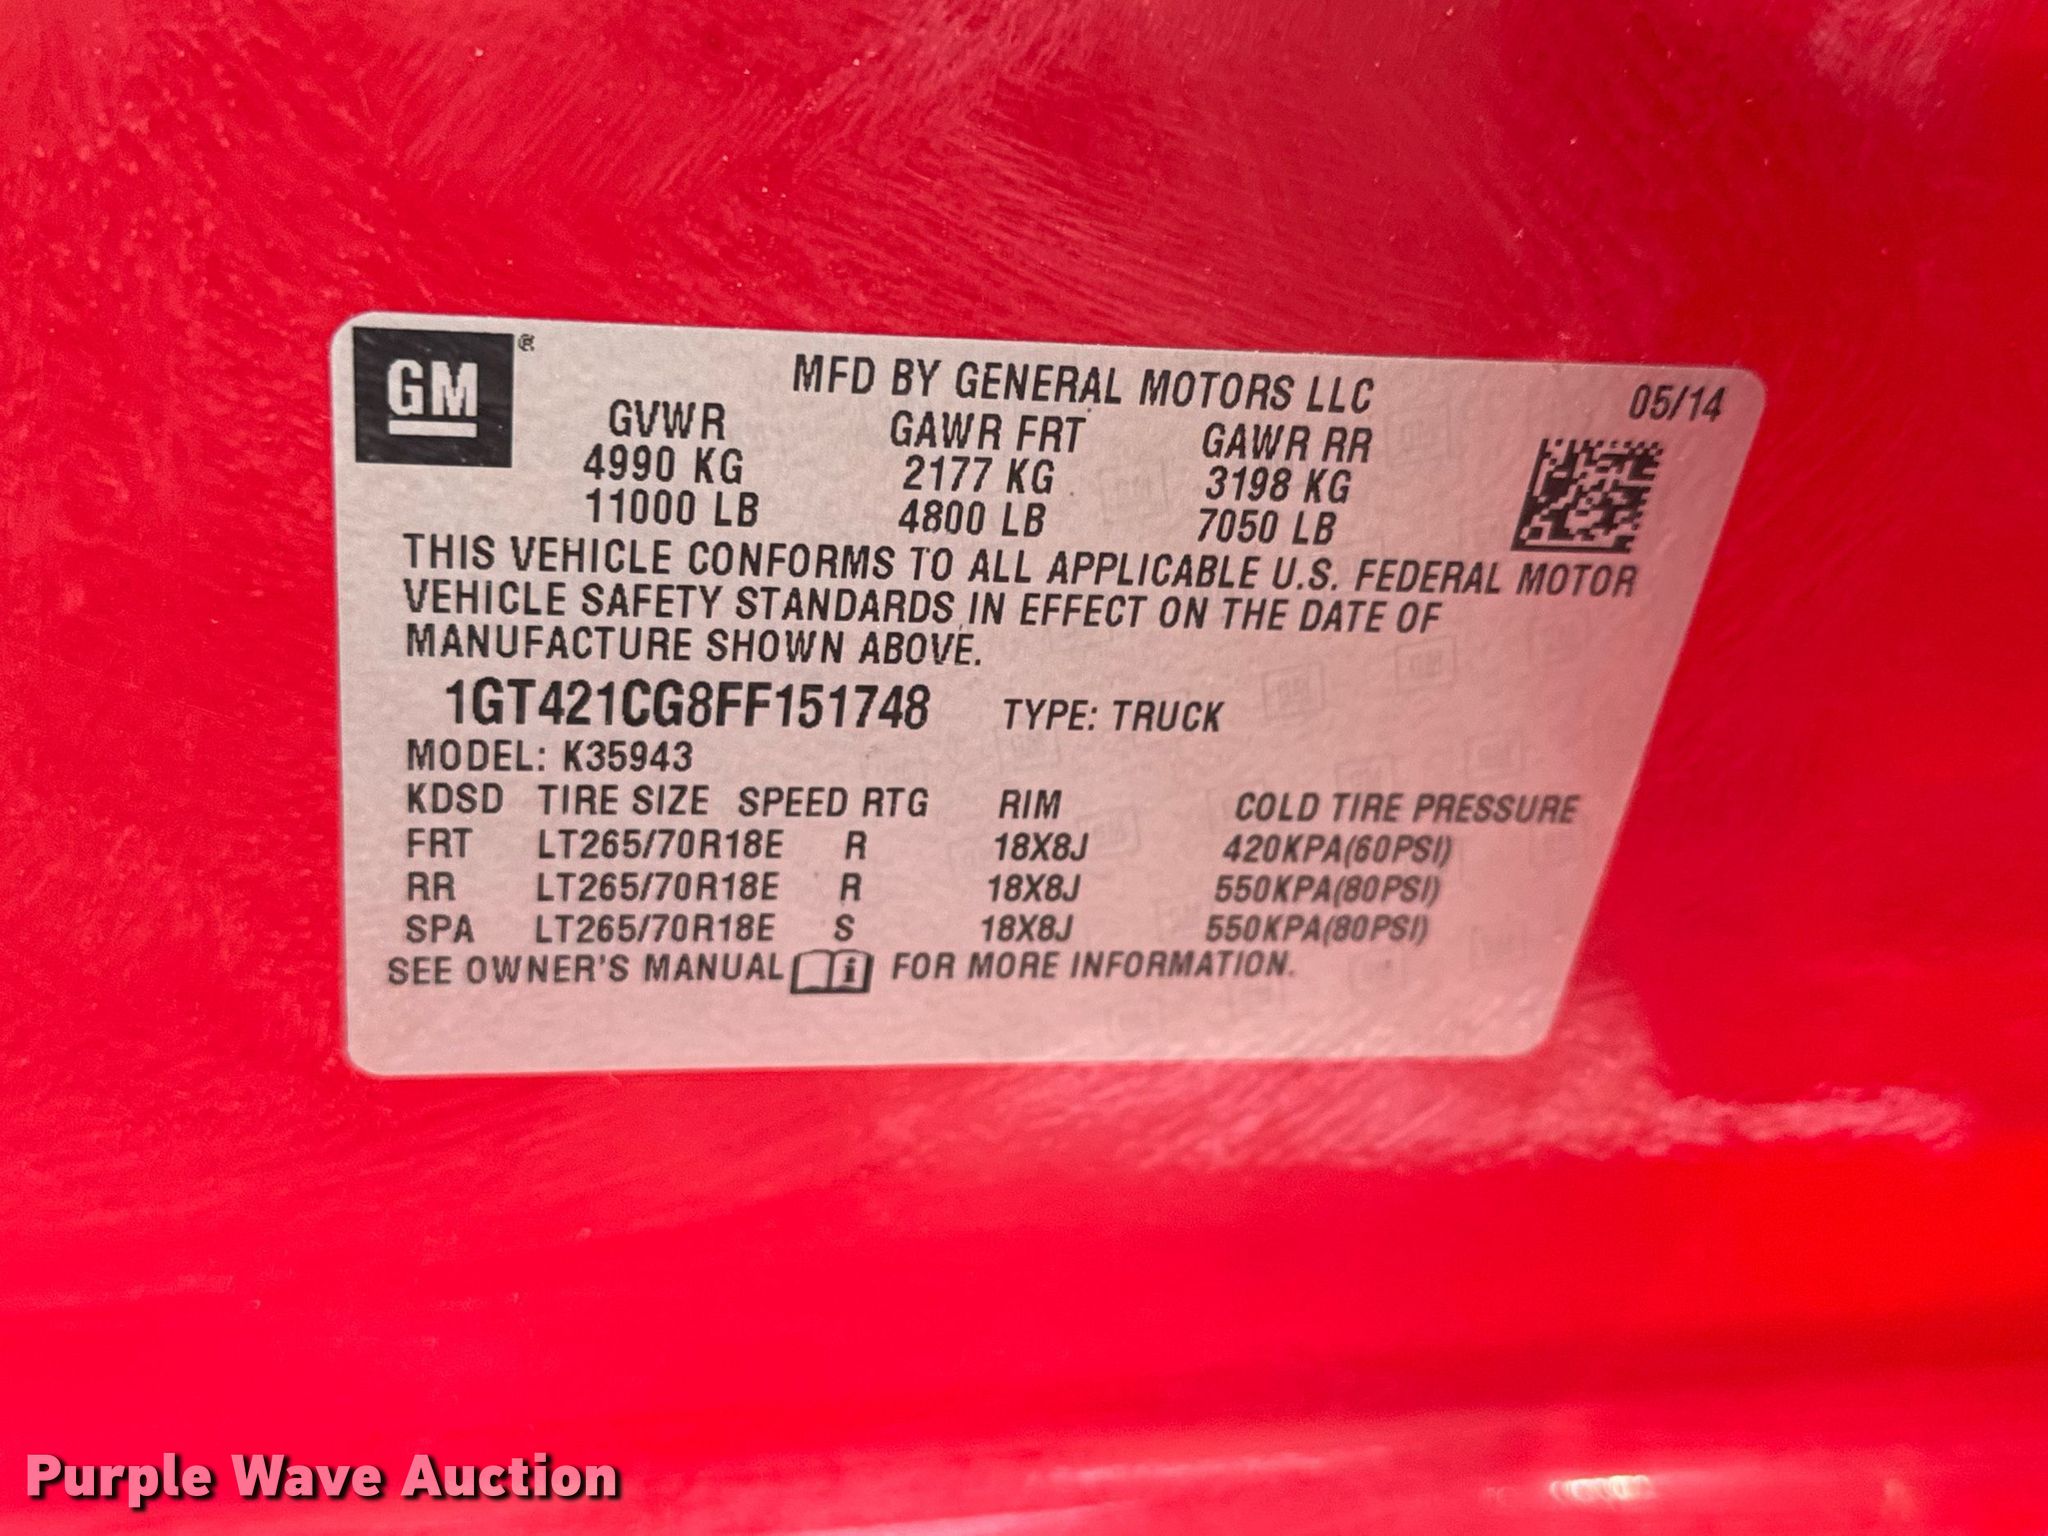 GM®
MFD BY GENERAL MOTORS LLC 05/14
GVWR GAWR FRT GAWR RR
4990 KG 2177 KG 3198 KG
11000 LB 4800 LB 7050 LB
THIS VEHICLE CONFORMS TO ALL APPLICABLE U.S. FEDERAL MOTOR
VEHICLE SAFETY STANDARDS IN EFFECT ON THE DATE OF
MANUFACTURE SHOWN ABOVE.
1GT421CG8FF151748 TYPE: TRUCK
MODEL: K35943
KDSD TIRE SIZE SPEED RTG RIM COLD TIRE PRESSURE
FRT LT265/70R18E R 18X8J 420KPA(60PSI)
RR LT265/70R18E R 18X8J 550KPA(80PSI)
SPA LT265/70R18E S 18X8J 550KPA(80PSI)
SEE OWNER'S MANUAL i FOR MORE INFORMATION.
Purple Wave Auction